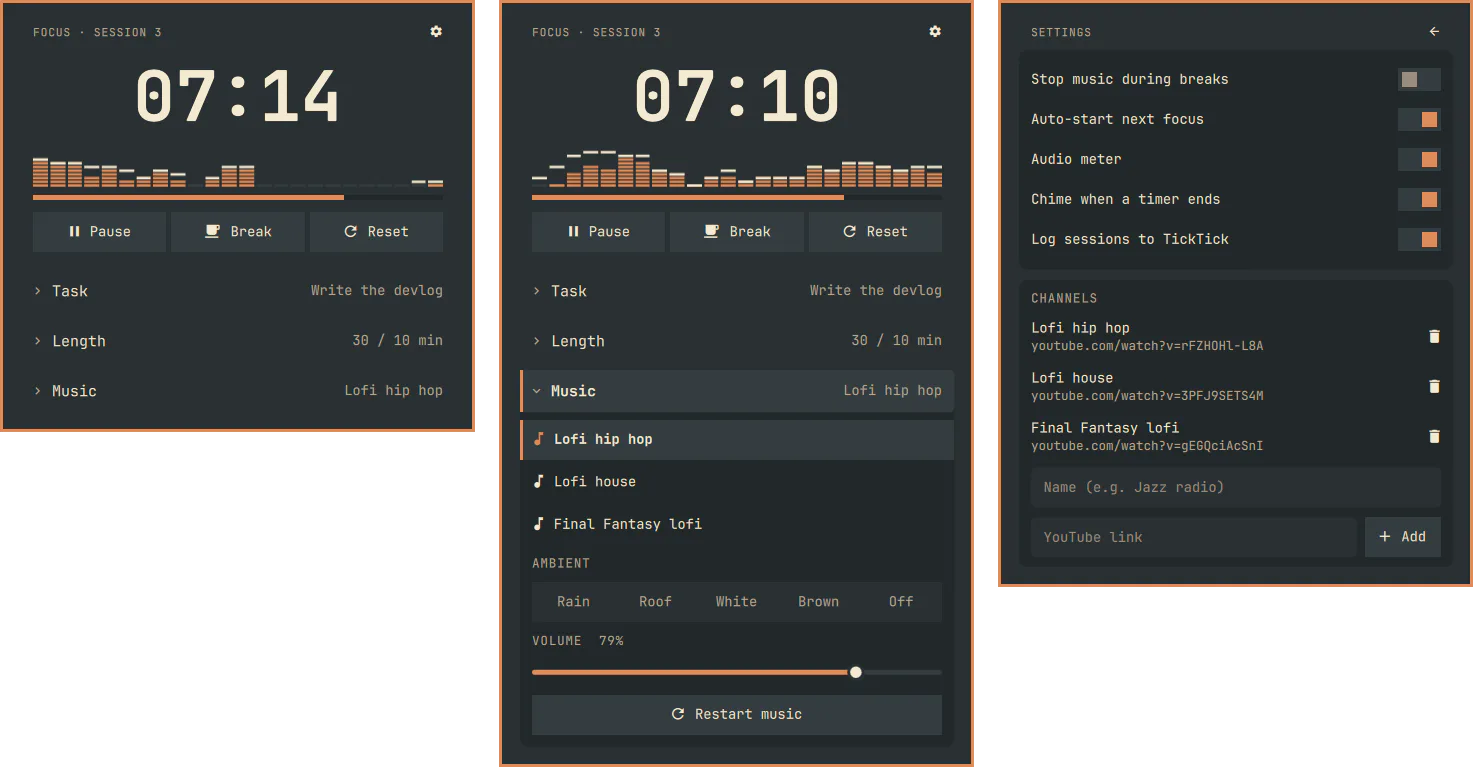 FOCUS · SESSION 3
07:14
Pause
Break
Reset
Task
Write the devlog
Length
30 / 10 min
Music
Lofi hip hop
FOCUS · SESSION 3
07:10
Pause
Break
Reset
Task
Write the devlog
Length
30 / 10 min
Music
Lofi hip hop
Lofi hip hop
Lofi house
Final Fantasy lofi
AMBIENT
Rain
Roof
White
Brown
Off
VOLUME 79%
Restart music
SETTINGS
Stop music during breaks
Auto-start next focus
Audio meter
Chime when a timer ends
Log sessions to TickTick
CHANNELS
Lofi hip hop
youtube.com/watch?v=rFZHOHl-L8A
Lofi house
youtube.com/watch?v=3PFJ9SETS4M
Final Fantasy lofi
youtube.com/watch?v=gEGQciAcSnI
Name (e.g. Jazz radio)
YouTube link
+ Add